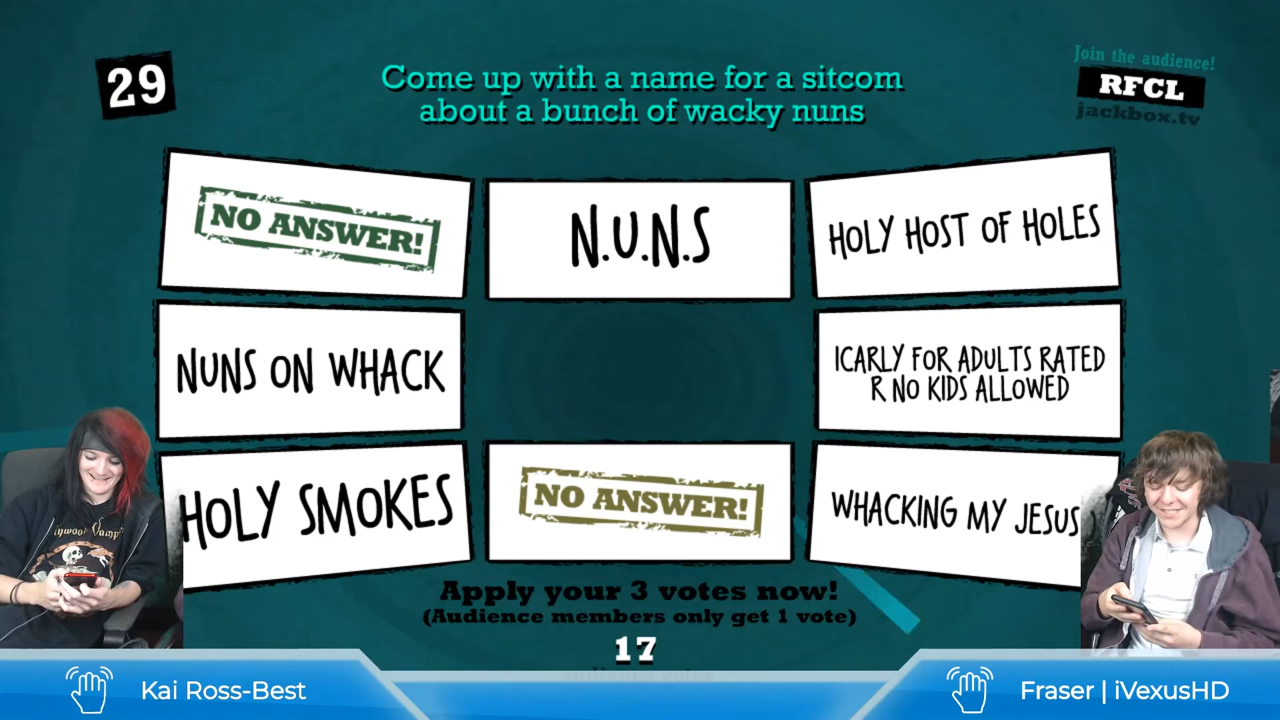 29
Come up with a name for a sitcom
about a bunch of wacky nuns
Join the audience!
RFCL
jackbox.tv
NO ANSWER!
N.U.N.S
HOLY HOST OF HOLES
NUNS ON WHACK
ICARLY FOR ADULTS RATED
R NO KIDS ALLOWED
HOLY SMOKES
NO ANSWER!
WHACKING MY JESUS
Apply your 3 votes now!
(Audience members only get 1 vote)
17
audience votes
Kai Ross-Best
Fraser | iVexusHD